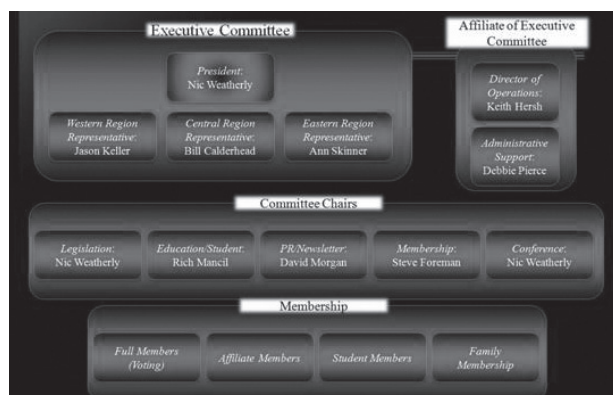 Executive Committee
President:
Nic Weatherly
Western Region
Representative:
Jason Keller
Central Region
Representative:
Bill Calderhead
Eastern Region
Representative:
Ann Skinner
Affiliate of Executive
Committee
Director of
Operations:
Keith Hersh
Administrative
Support:
Debbie Pierce
Committee Chairs
Legislation:
Nic Weatherly
Education/Student:
Rich Mancil
PR/Newsletter:
David Morgan
Membership:
Steve Foreman
Conference:
Nic Weatherly
Membership
Full Members
(Voting)
Affiliate Members
Student Members
Family
Membership